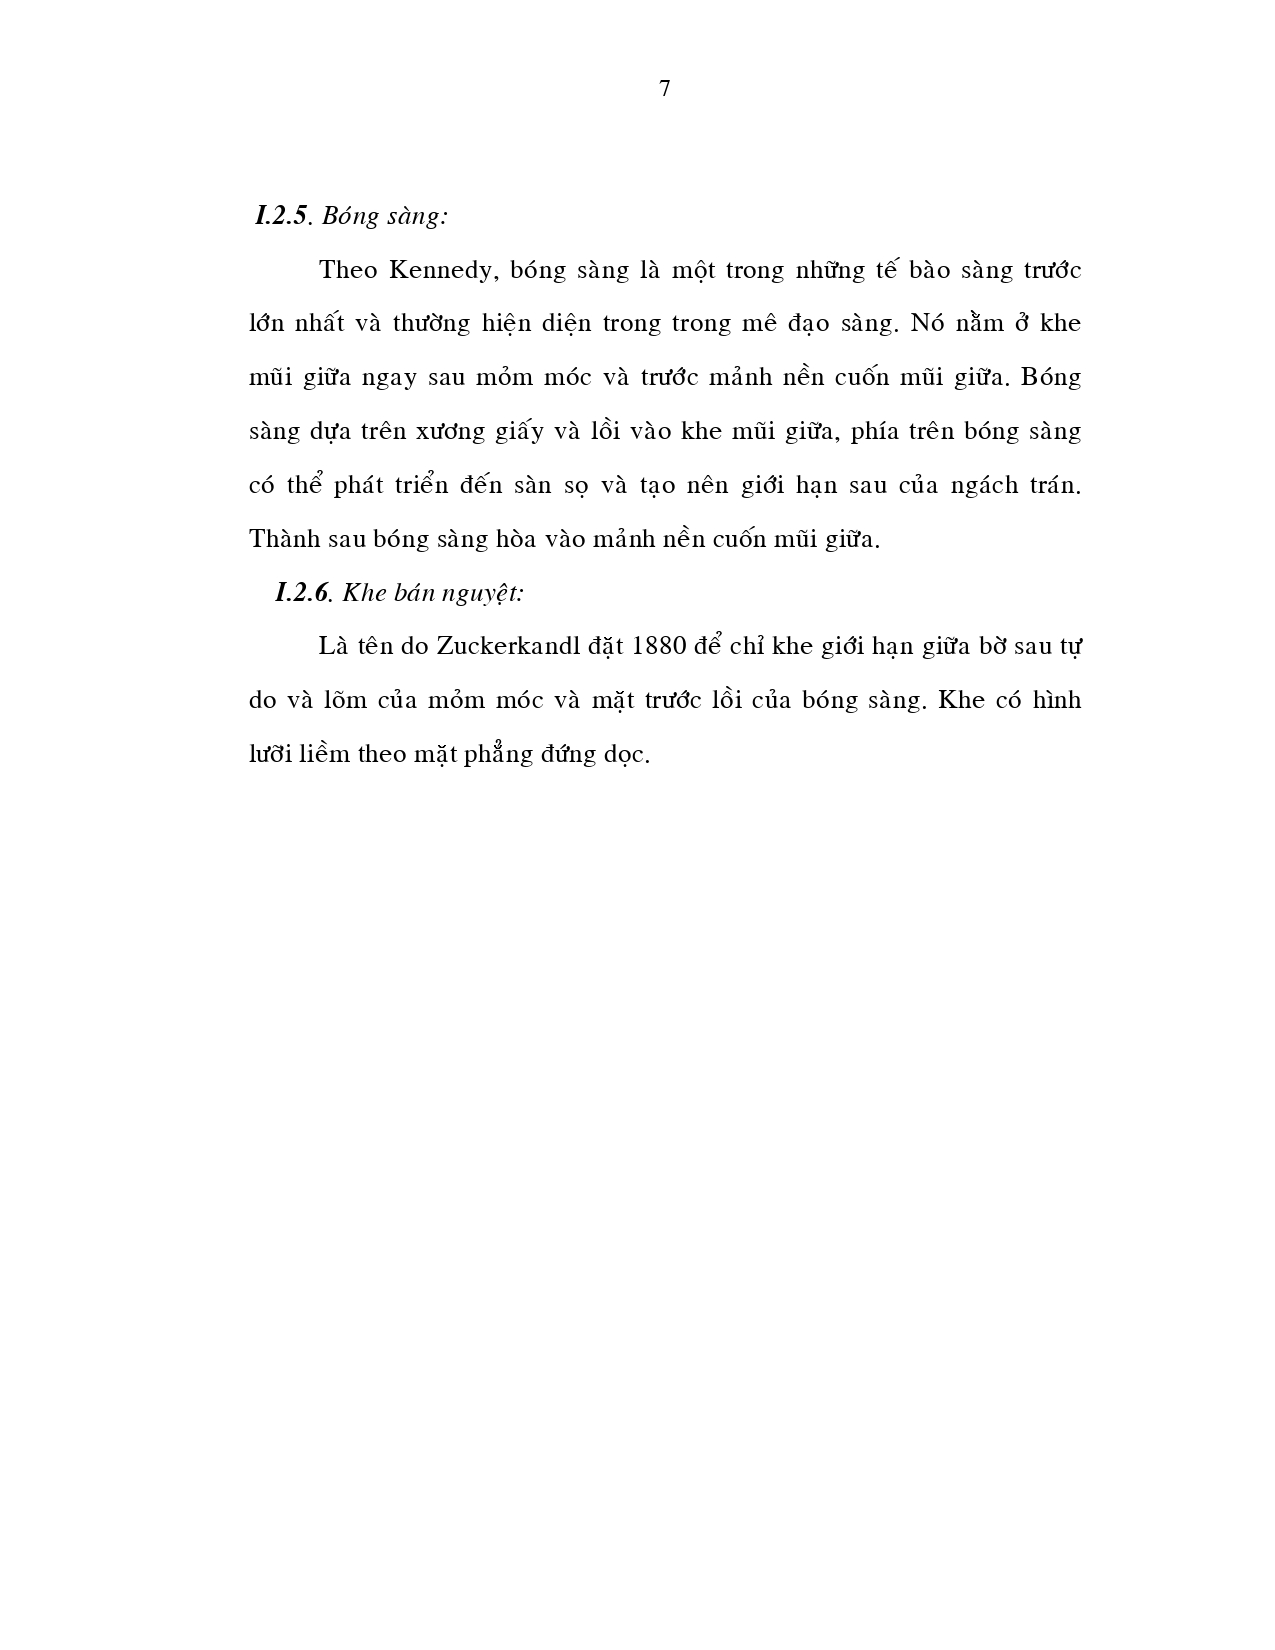 7
I.2.5. Bóng sàng:
Theo Kennedy, bóng sàng là một trong những tế bào sàng trước
lớn nhất và thường hiện diện trong trong mê đạo sàng. Nó nằm ở khe
mũi giữa ngay sau mỏm móc và trước mảnh nền cuốn mũi giữa. Bóng
sàng dựa trên xương giấy và lồi vào khe mũi giữa, phía trên bóng sàng
có thể phát triển đến sàn sọ và tạo nên giới hạn sau của ngách trán.
Thành sau bóng sàng hòa vào mảnh nền cuốn mũi giữa.
I.2.6. Khe bán nguyệt:
Là tên do Zuckerkandl đặt 1880 để chỉ khe giới hạn giữa bờ sau tự
do và lõm của mỏm móc và mặt trước lồi của bóng sàng. Khe có hình
lưỡi liềm theo mặt phẳng đứng dọc.